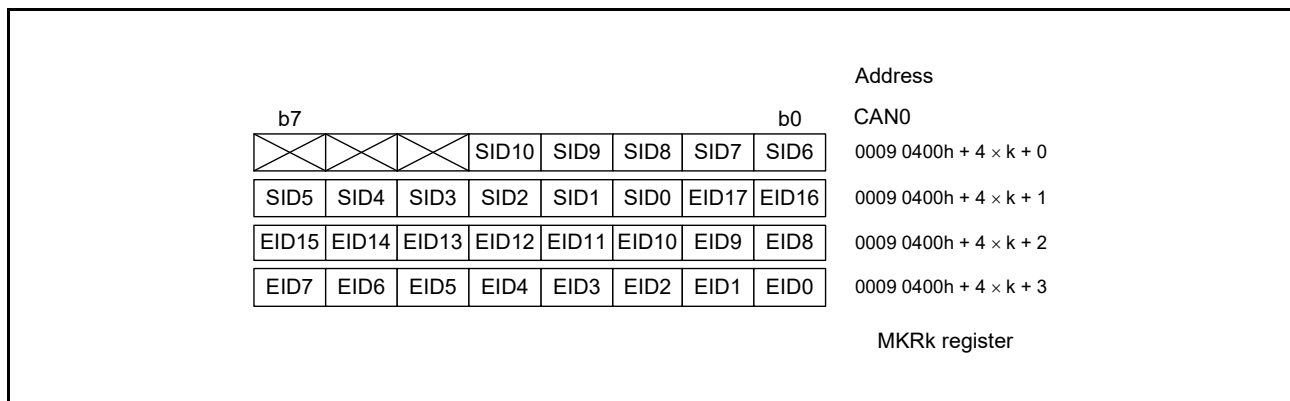 Address
b7 b0 CAN0
SID10 SID9 SID8 SID7 SID6 0009 0400h + 4 × k + 0
SID5 SID4 SID3 SID2 SID1 SID0 EID17 EID16 0009 0400h + 4 × k + 1
EID15 EID14 EID13 EID12 EID11 EID10 EID9 EID8 0009 0400h + 4 × k + 2
EID7 EID6 EID5 EID4 EID3 EID2 EID1 EID0 0009 0400h + 4 × k + 3
MKRk register